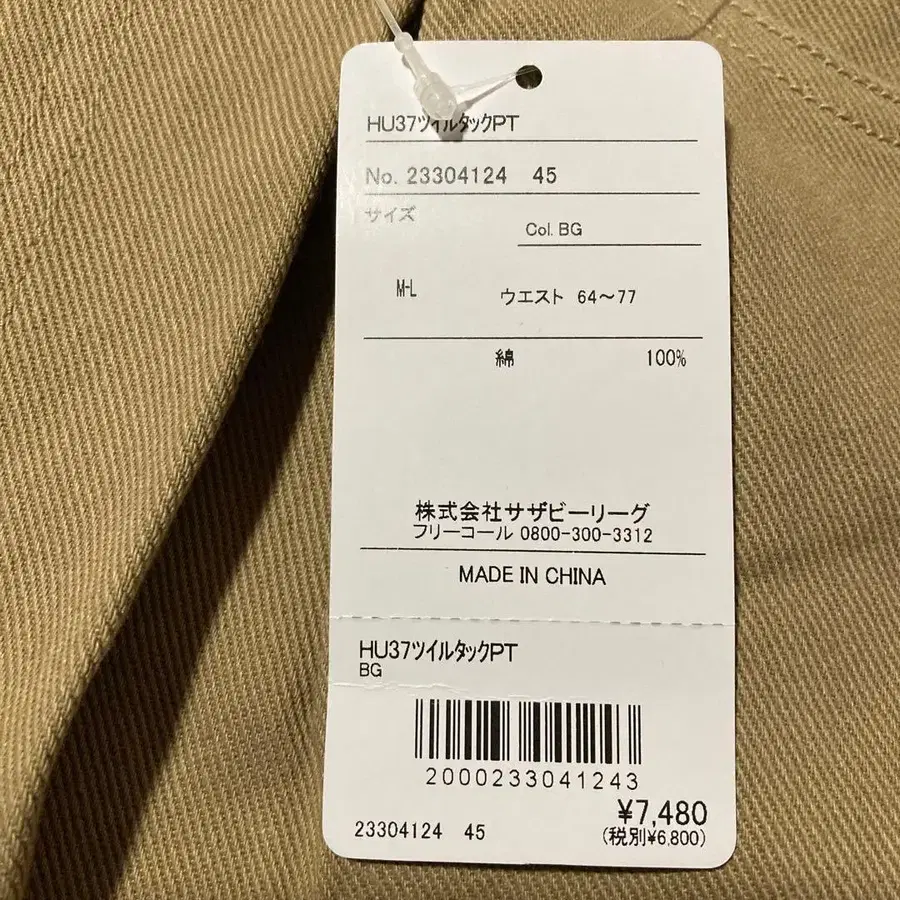 HU37ツイルタックPT
No. 23304124 45
サイズ
Col. BG
M-L ウエスト 64～77
綿 100%
株式会社サザビーリーグ
フリーコール 0800-300-3312
MADE IN CHINA
HU37ツイルタックPT
BG
2000233041243
¥7,480
(税別¥6,800)
23304124 45